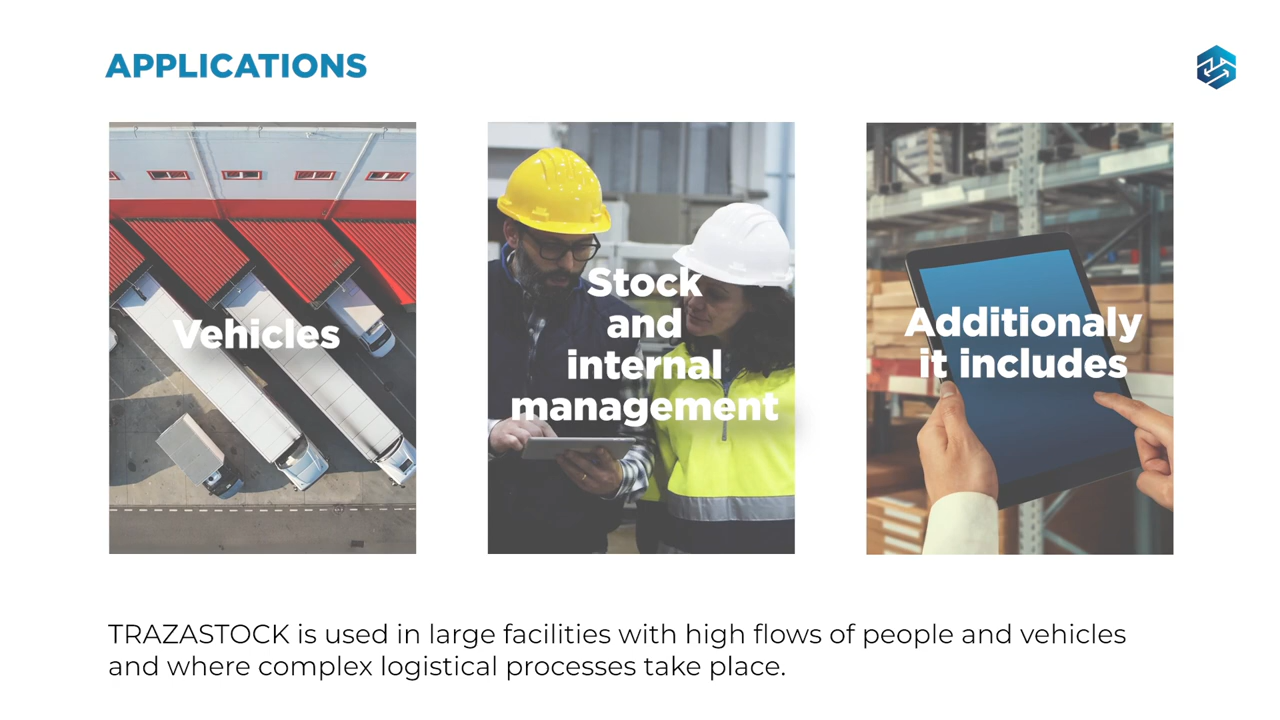 APPLICATIONS
Vehicles
Stock
and
internal
management
Additionaly
it includes
TRAZASTOCK is used in large facilities with high flows of people and vehicles
and where complex logistical processes take place.